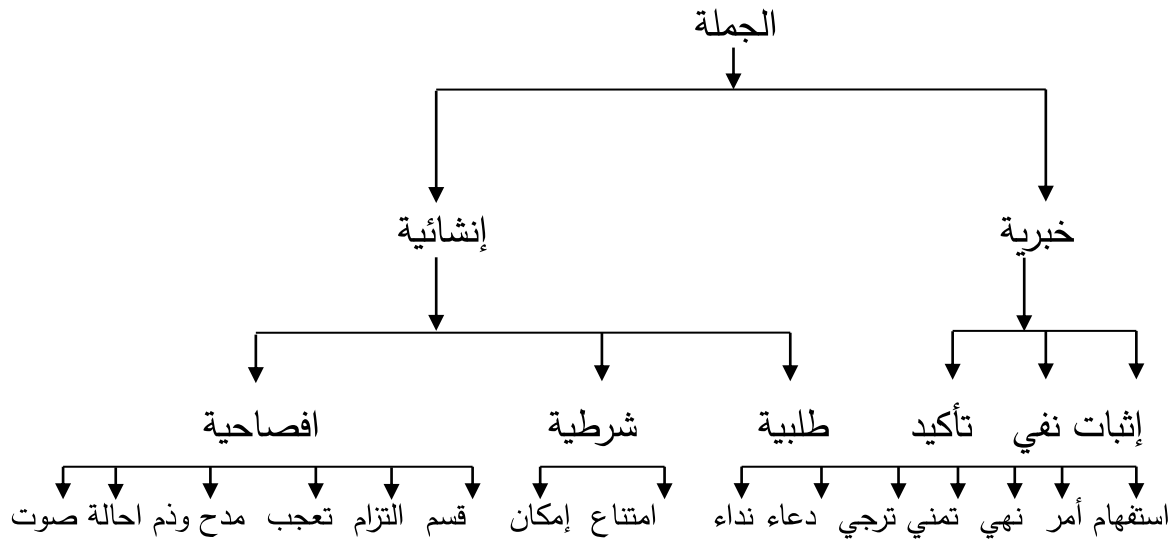 الجملة
خبرية إنشائية
إثبات نفي تأكيد طلبية شرطية افصاحية
استفهام أمر نهي تمني ترجي دعاء نداء امتناع إمكان قسم التزام تعجب مدح وذم احالة صوت